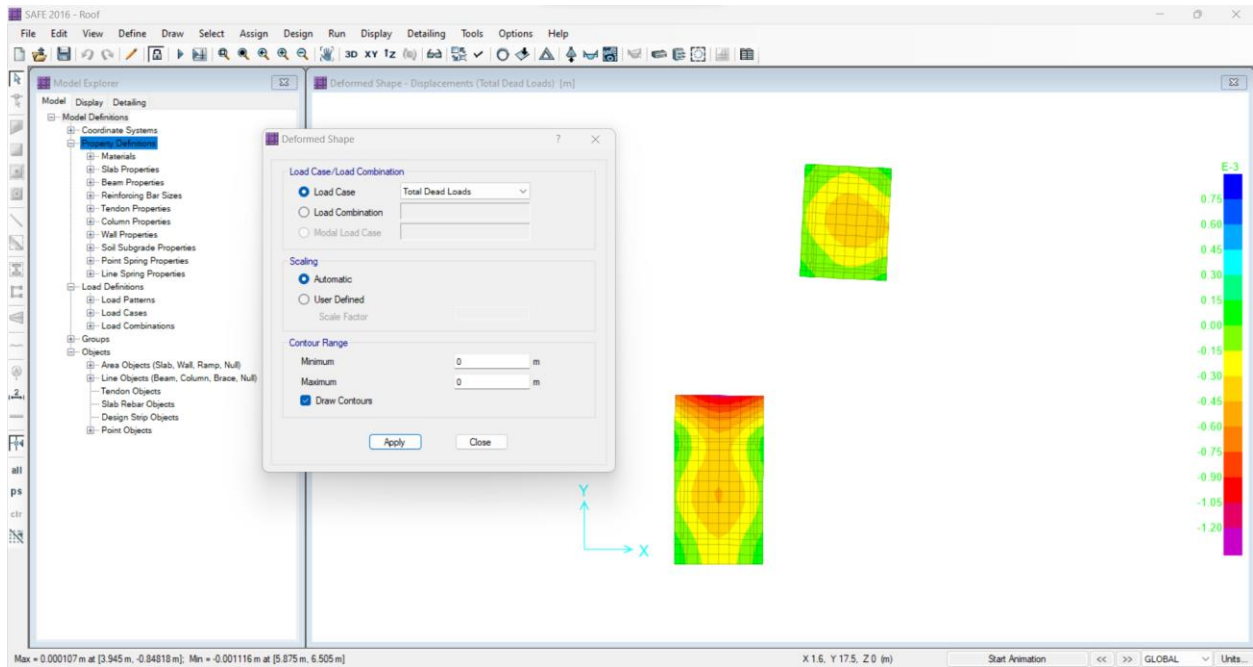 SAFE 2016 - Roof
File Edit View Define Draw Select Assign Design Run Display Detailing Tools Options Help
3D XY 1Z
Model Explorer
Model Display Detailing
Model Definitions
Coordinate Systems
Property Definitions
Materials
Slab Properties
Beam Properties
Reinforcing Bar Sizes
Tendon Properties
Column Properties
Wall Properties
Soil Subgrade Properties
Point Spring Properties
Line Spring Properties
Load Definitions
Load Patterns
Load Cases
Load Combinations
Groups
Objects
Area Objects (Slab, Wall, Ramp, Null)
Line Objects (Beam, Column, Brace, Null)
Tendon Objects
Slab Rebar Objects
Design Strip Objects
Point Objects
all
ps
clr
Deformed Shape - Displacements (Total Dead Loads) [m]
Deformed Shape
Load Case/Load Combination
Load Case Total Dead Loads
Load Combination
Modal Load Case
Scaling
Automatic
User Defined
Scale Factor
Contour Range
Minimum 0 m
Maximum 0 m
Draw Contours
Apply Close
Y
X
E-3
0.75
0.60
0.45
0.30
0.15
0.00
-0.15
-0.30
-0.45
-0.60
-0.75
-0.90
-1.05
-1.20
Max = 0.000107 m at [3.945 m, -0.84818 m]; Min = -0.001116 m at [5.875 m, 6.505 m]
X 1.6, Y 17.5, Z 0 (m)
Start Animation << >> GLOBAL Units...